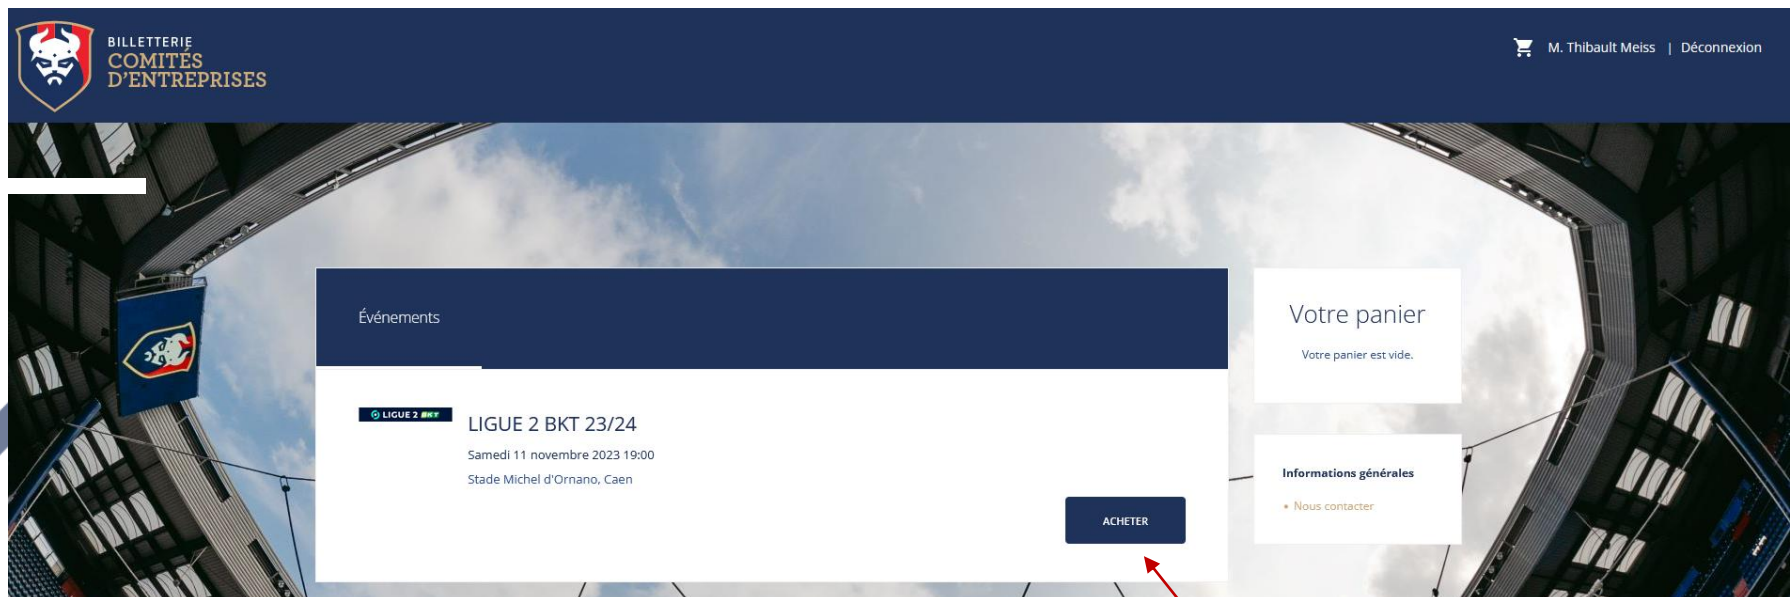 BILLETTERIE
COMITÉS
D'ENTREPRISES
M. Thibault Meiss | Déconnexion
Événements
LIGUE 2 BKT
LIGUE 2 BKT 23/24
Samedi 11 novembre 2023 19:00
Stade Michel d'Ornano, Caen
ACHETER
Votre panier
Votre panier est vide.
Informations générales
• Nous contacter